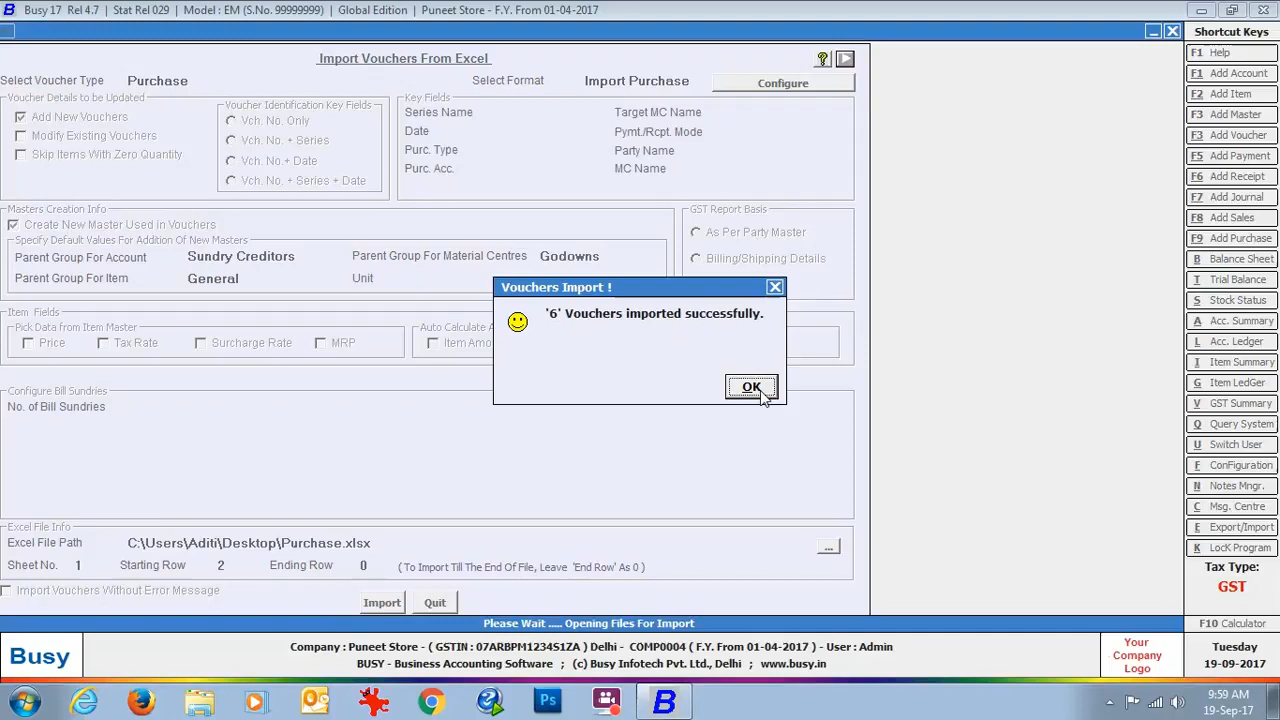 Busy 17 Rel 4.7 | Stat Rel 029 | Model : EM (S.No. 99999999) | Global Edition | Puneet Store - F.Y. From 01-04-2017
Import Vouchers From Excel
Select Voucher Type Purchase Select Format Import Purchase Configure
Voucher Details to be Updated
Add New Vouchers
Modify Existing Vouchers
Skip Items With Zero Quantity
Voucher Identification Key Fields
Vch. No. Only
Vch. No. + Series
Vch. No.+ Date
Vch. No. + Series + Date
Key Fields
Series Name Target MC Name
Date Pymt./Rcpt. Mode
Purc. Type Party Name
Purc. Acc. MC Name
Masters Creation Info
Create New Master Used in Vouchers
Specify Default Values For Addition Of New Masters
Parent Group For Account Sundry Creditors Parent Group For Material Centres Godowns
Parent Group For Item General Unit
GST Report Basis
As Per Party Master
Billing/Shipping Details
Vouchers Import !
'6' Vouchers imported successfully.
OK
Item Fields
Pick Data from Item Master
Price Tax Rate Surcharge Rate MRP
Auto Calculate A
Item Amo
Configure Bill Sundries
No. of Bill Sundries
Excel File Info
Excel File Path C:\Users\Aditi\Desktop\Purchase.xlsx ...
Sheet No. 1 Starting Row 2 Ending Row 0 ( To Import Till The End Of File, Leave 'End Row' As 0 )
Import Vouchers Without Error Message
Import Quit
Please Wait ..... Opening Files For Import
Shortcut Keys
F1 Help
F1 Add Account
F2 Add Item
F3 Add Master
F3 Add Voucher
F5 Add Payment
F6 Add Receipt
F7 Add Journal
F8 Add Sales
F9 Add Purchase
B Balance Sheet
T Trial Balance
S Stock Status
A Acc. Summary
L Acc. Ledger
I Item Summary
G Item LedGer
V GST Summary
Q Query System
U Switch User
F ConFiguration
N Notes Mngr.
M Msg. Centre
E Export/Import
K LocK Program
Tax Type:
GST
F10 Calculator
Busy
Company : Puneet Store - ( GSTIN : 07ARBPM1234S1ZA ) Delhi - COMP0004 ( F.Y. From 01-04-2017 ) - User : Admin
BUSY - Business Accounting Software ; (c) Busy Infotech Pvt. Ltd., Delhi ; www.busy.in
Your
Company
Logo
Tuesday
19-09-2017
Ps
9:59 AM
19-Sep-17